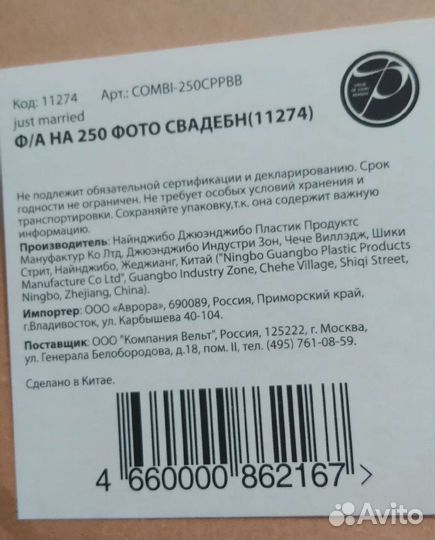 Код: 11274 Арт.: COMBI-250CPPBB
just married
Ф/А НА 250 ФОТО СВАДЕБН(11274)
Не подлежит обязательной сертификации и декларированию. Срок
годности не ограничен. Не требует особых условий хранения и
транспортировки. Сохраняйте упаковку,т.к. она содержит важную
информацию.
Производитель: Найнджибо Джюэнджибо Пластик Продуктс
Мануфактур Ко Лтд, Джюэнджибо Индустри Зон, Чече Виллэдж, Шики
Стрит, Найнджибо, Жеджианг, Китай ("Ningbo Guangbo Plastic Products
Manufacture Co Ltd", Guangbo Industry Zone, Chehe Village, Shiqi Street,
Ningbo, Zhejiang, China).
Импортер: ООО «Аврора», 690089, Россия, Приморский край,
г.Владивосток, ул. Карбышева 40-104.
Поставщик: ООО "Компания Вельт", Россия, 125222, г. Москва,
ул. Генерала Белобородова, д.18, пом. II, тел. (495) 761-08-59.
Сделано в Китае.
4 660000 862167 >
Avito